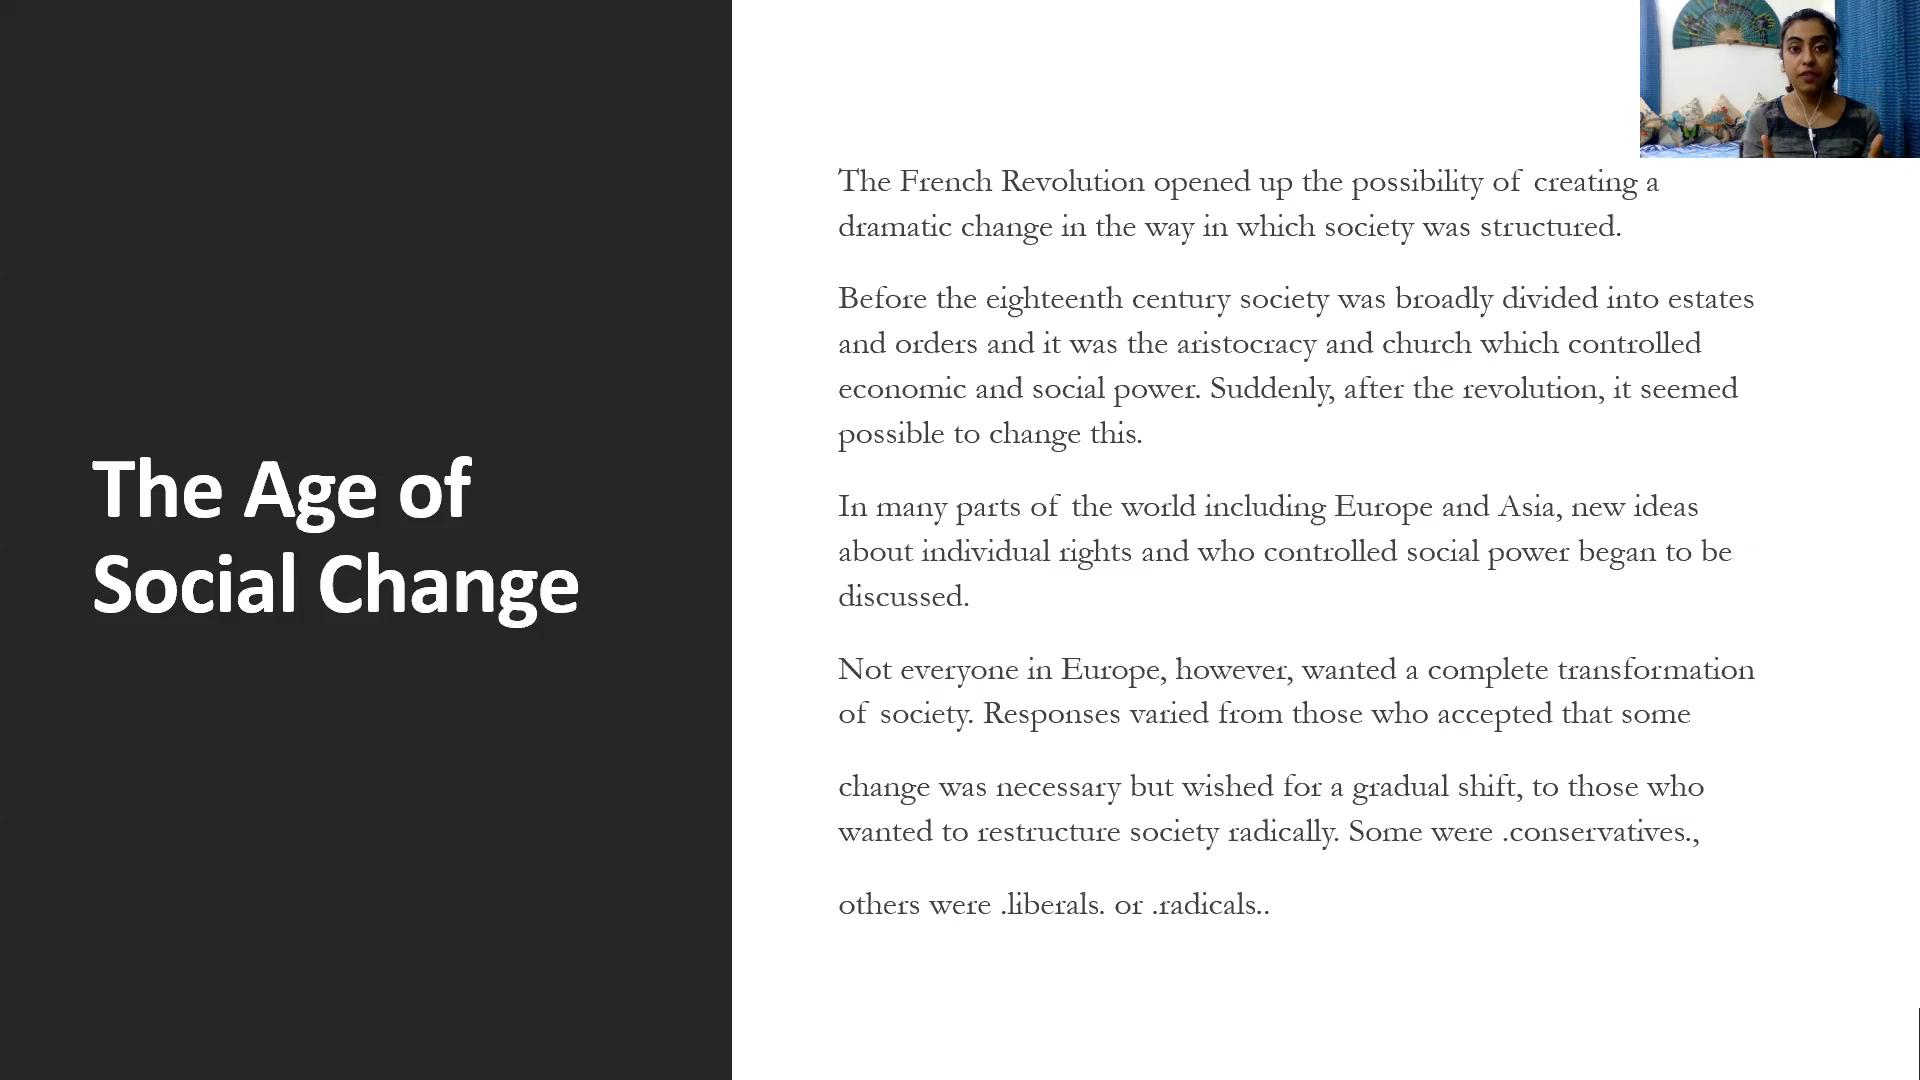 The Age of
Social Change
The French Revolution opened up the possibility of creating a
dramatic change in the way in which society was structured.
Before the eighteenth century society was broadly divided into estates
and orders and it was the aristocracy and church which controlled
economic and social power. Suddenly, after the revolution, it seemed
possible to change this.
In many parts of the world including Europe and Asia, new ideas
about individual rights and who controlled social power began to be
discussed.
Not everyone in Europe, however, wanted a complete transformation
of society. Responses varied from those who accepted that some
change was necessary but wished for a gradual shift, to those who
wanted to restructure society radically. Some were .conservatives.,
others were .liberals. or .radicals..